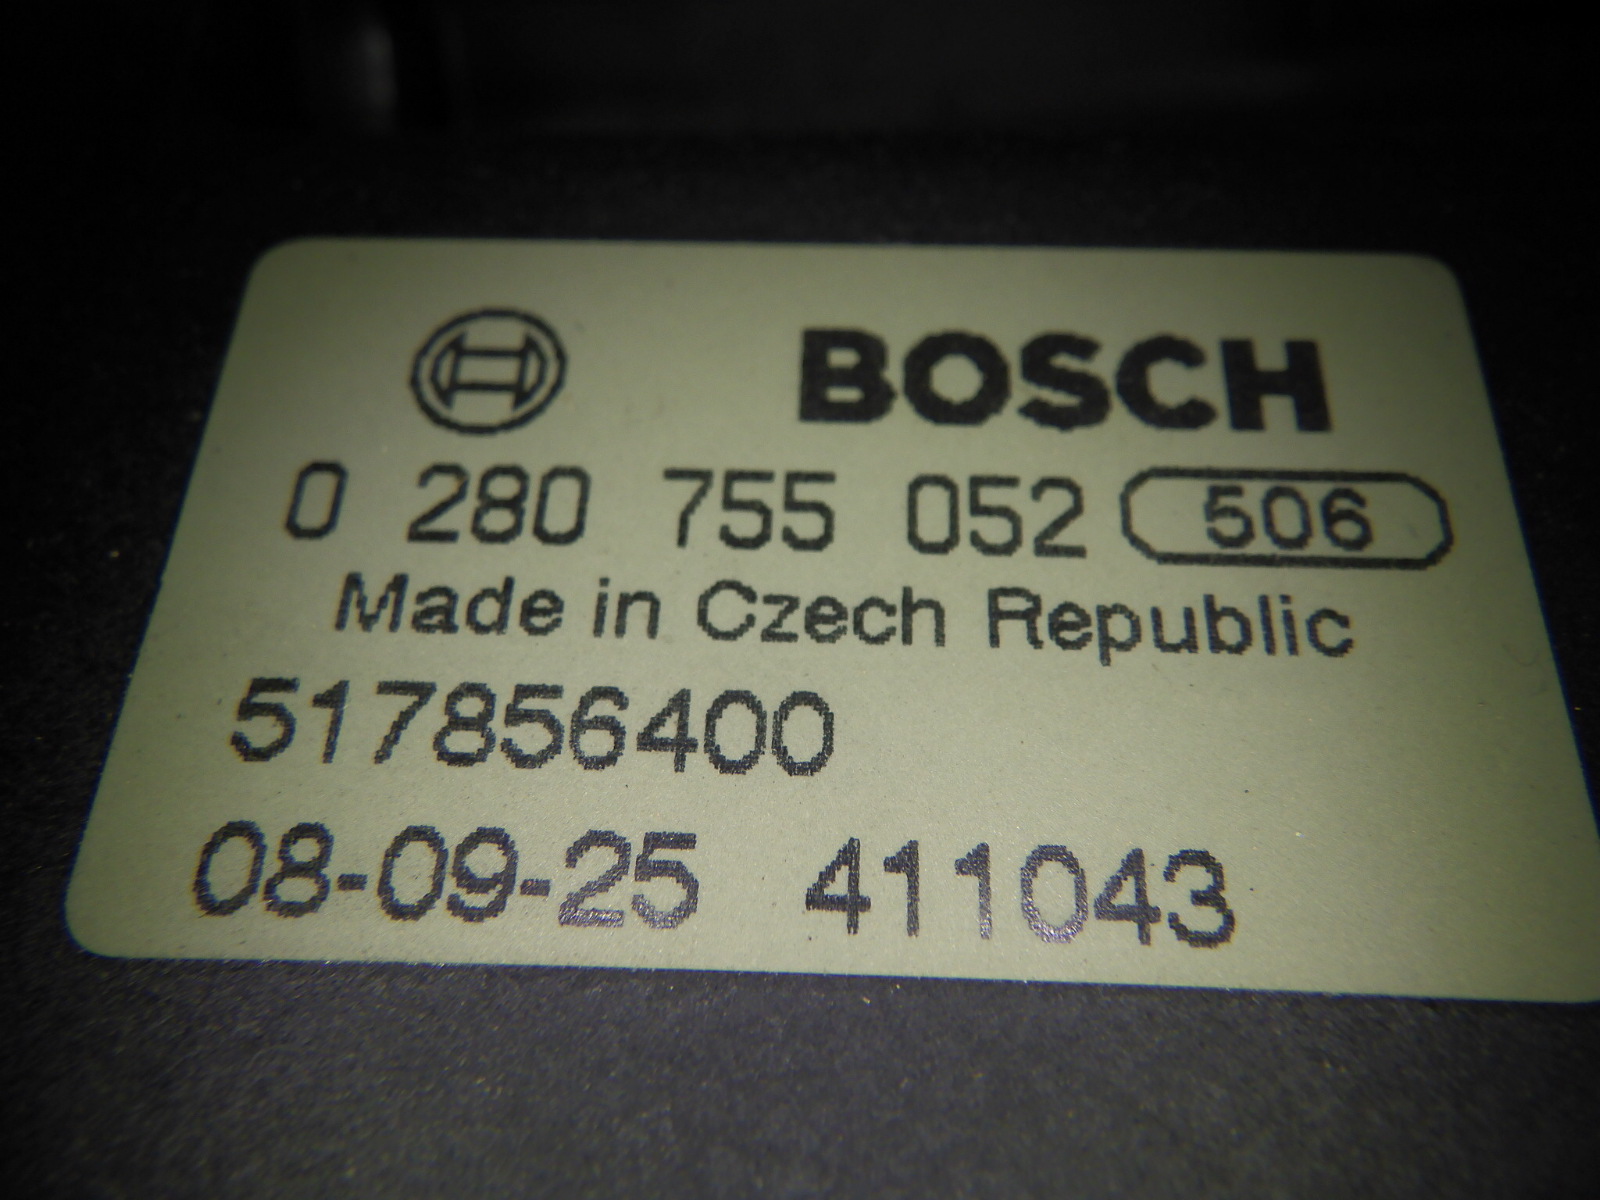 BOSCH
0 280 755 052 506
Made in Czech Republic
517856400
08-09-25 411043